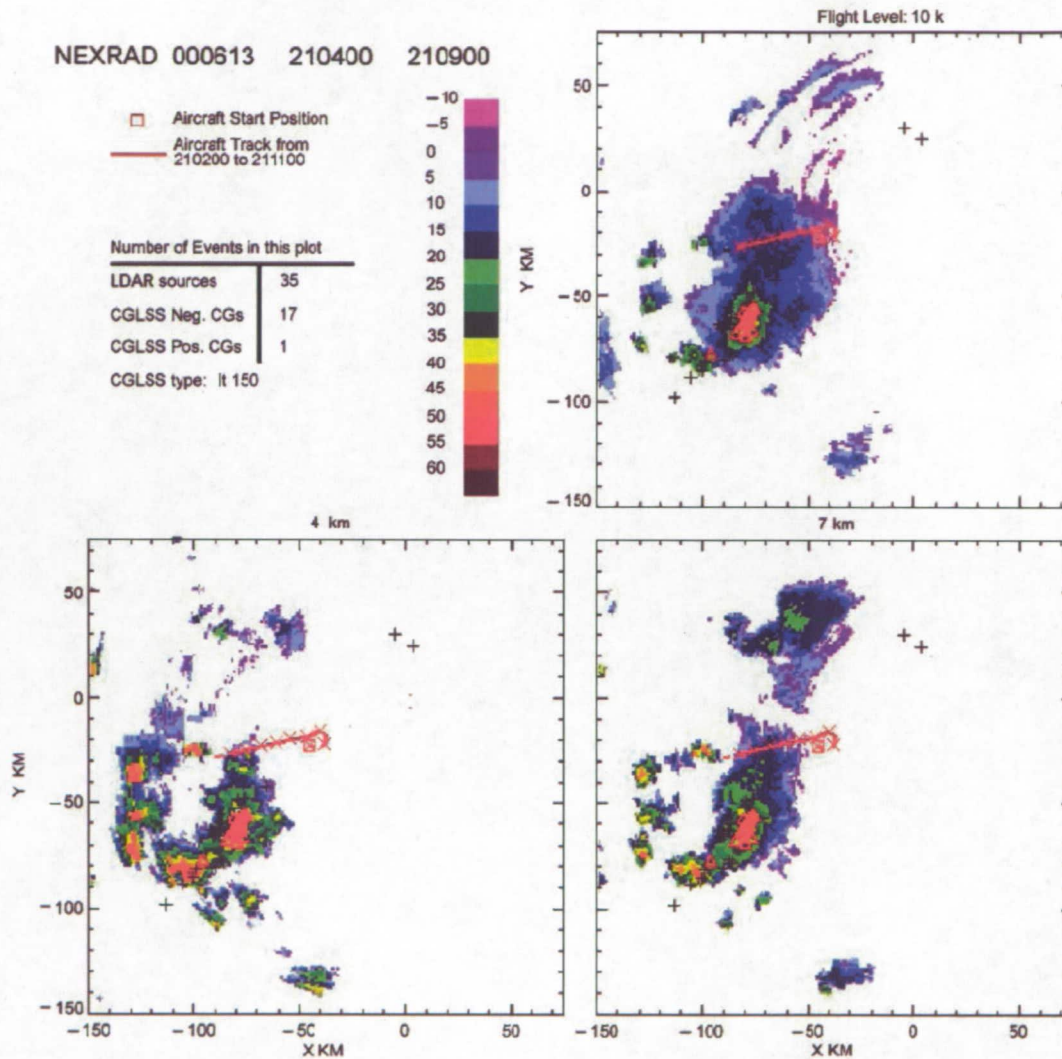 NEXRAD 000613 210400 210900
Aircraft Start Position
Aircraft Track from
210200 to 211100
Number of Events in this plot
LDAR sources 35
CGLSS Neg. CGs 17
CGLSS Pos. CGs 1
CGLSS type: lt 150
-10
-5
0
5
10
15
20
25
30
35
40
45
50
55
60
Flight Level: 10 k
50
0
-50
-100
-150
Y KM
4 km
50
0
-50
-100
-150
Y KM
-150 -100 -50 0 50
X KM
7 km
-150 -100 -50 0 50
X KM